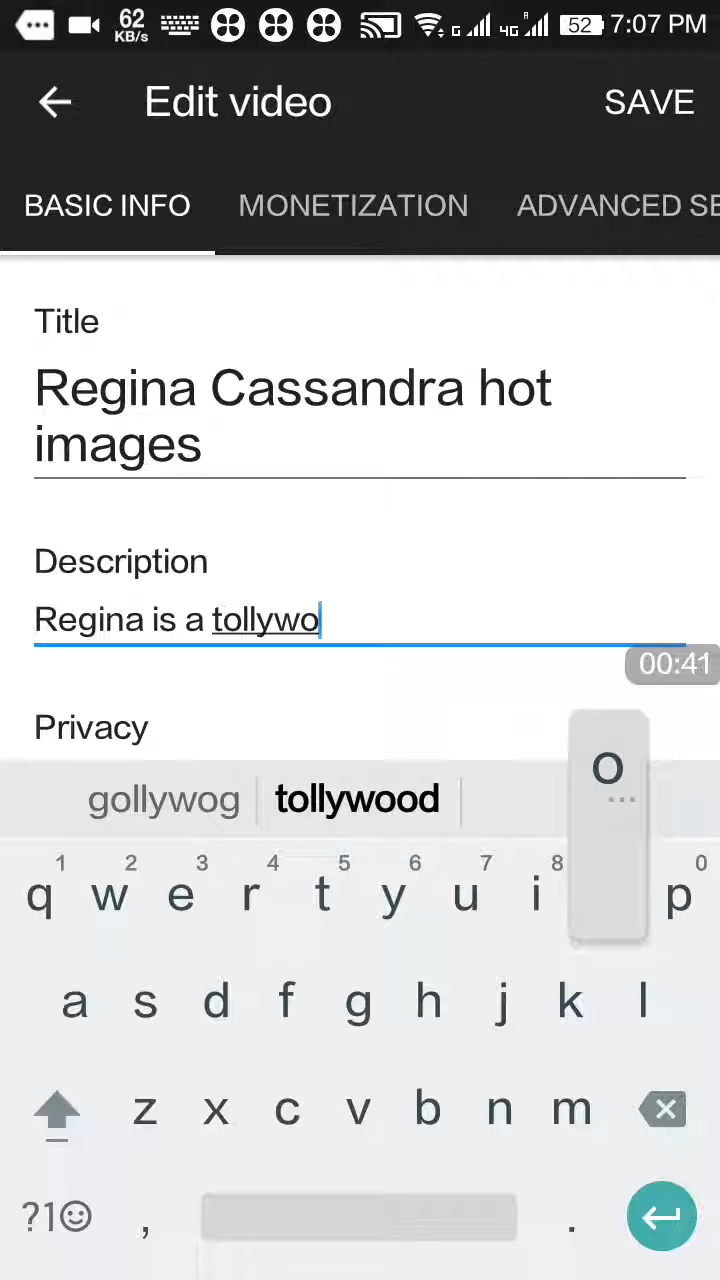 62 KB/s G 4G R 52 7:07 PM
Edit video SAVE
BASIC INFO MONETIZATION ADVANCED SE
Title
Regina Cassandra hot
images
Description
Regina is a tollywo
00:41
Privacy
o
gollywog tollywood
1 2 3 4 5 6 7 8 0
q w e r t y u i p
a s d f g h j k l
z x c v b n m
?1 , .